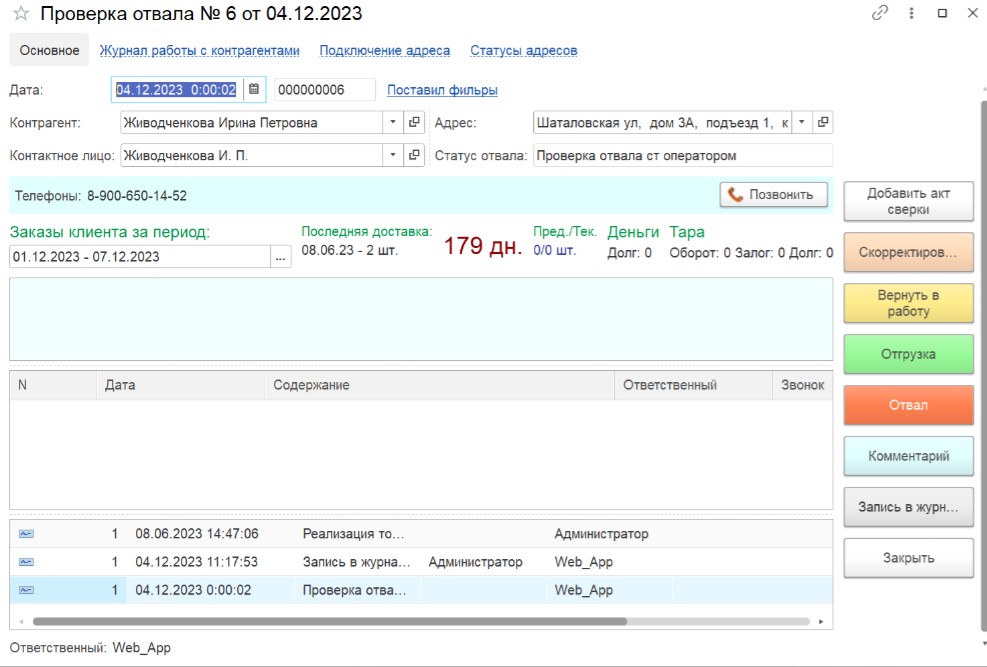 Проверка отвала № 6 от 04.12.2023
Основное Журнал работы с контрагентами Подключение адреса Статусы адресов
Дата: 04.12.2023 0:00:02 000000006 Поставил фильры
Контрагент: Живодченкова Ирина Петровна Адрес: Шаталовская ул, дом 3А, подъезд 1, к
Контактное лицо: Живодченкова И. П. Статус отвала: Проверка отвала ст оператором
Телефоны: 8-900-650-14-52 Позвонить
Добавить акт
сверки
Заказы клиента за период: Последняя доставка: 179 дн. Пред./Тек. Деньги Тара
01.12.2023 - 07.12.2023 ... 08.06.23 - 2 шт. 0/0 шт. Долг: 0 Оборот: 0 Залог: 0 Долг: 0
Скорректиров...
Вернуть в
работу
Отгрузка
N Дата Содержание Ответственный Звонок
Отвал
Комментарий
Запись в журн...
1 08.06.2023 14:47:06 Реализация то... Администратор
1 04.12.2023 11:17:53 Запись в журна... Администратор Web_App
Закрыть
1 04.12.2023 0:00:02 Проверка отва... Web_App
Ответственный: Web_App